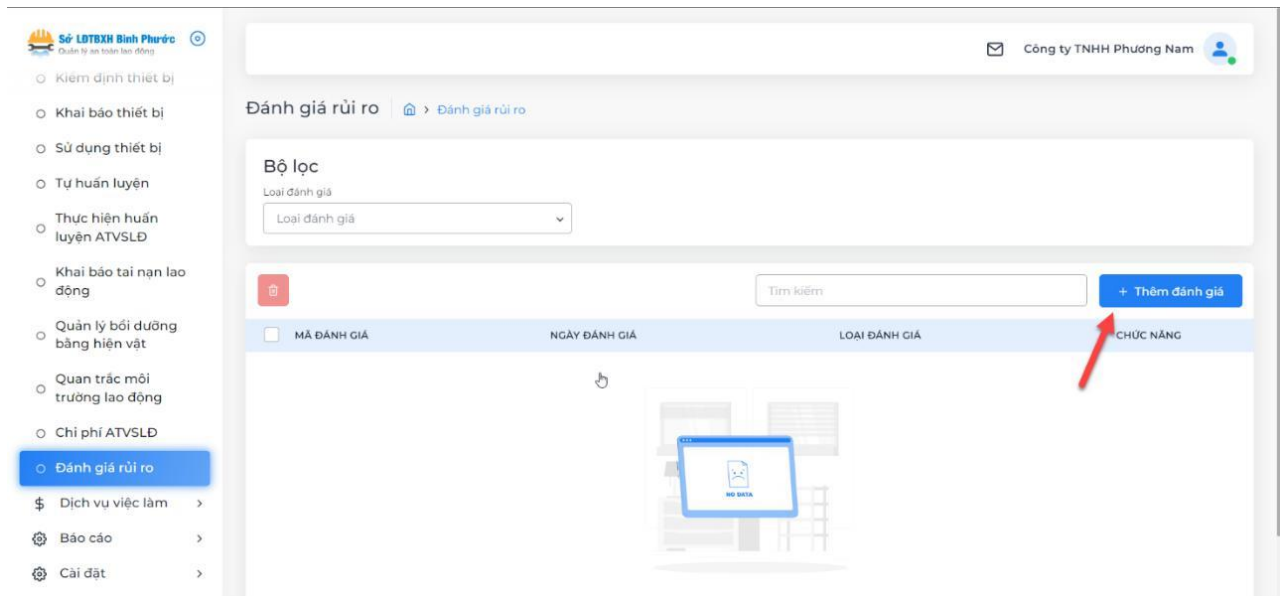 Sở LĐTBXH Bình Phước
Quản lý an toàn lao động
Kiểm định thiết bị
Khai báo thiết bị
Sử dụng thiết bị
Tự huấn luyện
Thực hiện huấn
luyện ATVSLĐ
Khai báo tai nạn lao
động
Quản lý bồi dưỡng
bằng hiện vật
Quan trắc môi
trường lao động
Chi phí ATVSLĐ
Đánh giá rủi ro
Dịch vụ việc làm
Báo cáo
Cài đặt
Công ty TNHH Phương Nam
Đánh giá rủi ro > Đánh giá rủi ro
Bộ lọc
Loại đánh giá
Loại đánh giá
Tìm kiếm
+ Thêm đánh giá
MÃ ĐÁNH GIÁ NGÀY ĐÁNH GIÁ LOẠI ĐÁNH GIÁ CHỨC NĂNG
NO DATA